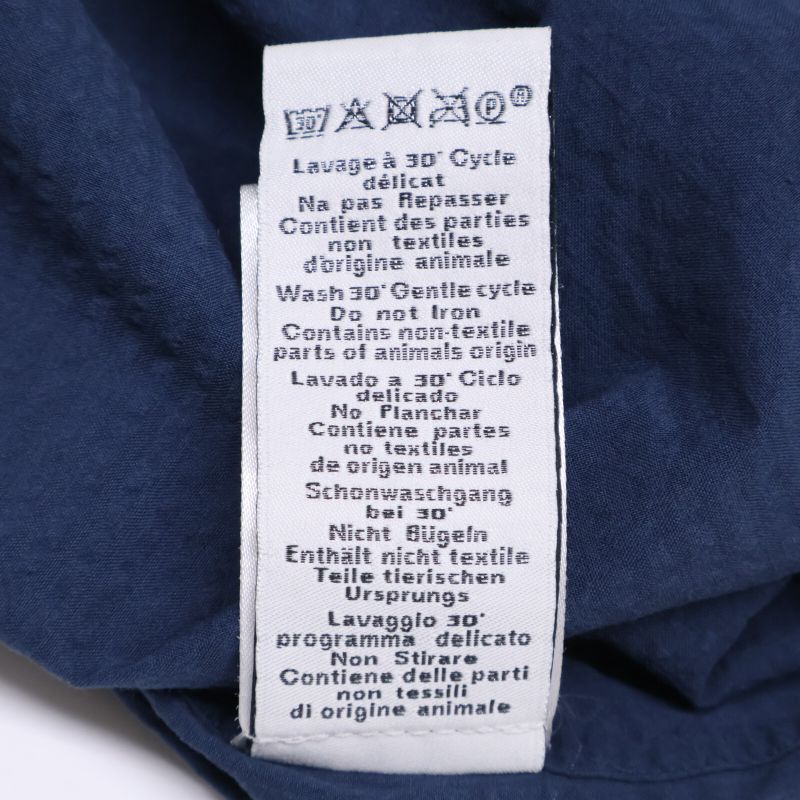 30° P R
Lavage à 30° Cycle
délicat
Na pas Repasser
Contient des parties
non textiles
d'origine animale
Wash 30° Gentle cycle
Do not Iron
Contains non-textile
parts of animals origin
Lavado a 30° Ciclo
delicado
No Planchar
Contiene partes
no textiles
de origen animal
Schonwaschgang
bei 30°
Nicht Bügeln
Enthält nicht textile
Teile tierischen
Ursprungs
Lavaggio 30°
programma delicato
Non Stirare
Contiene delle parti
non tessili
di origine animale